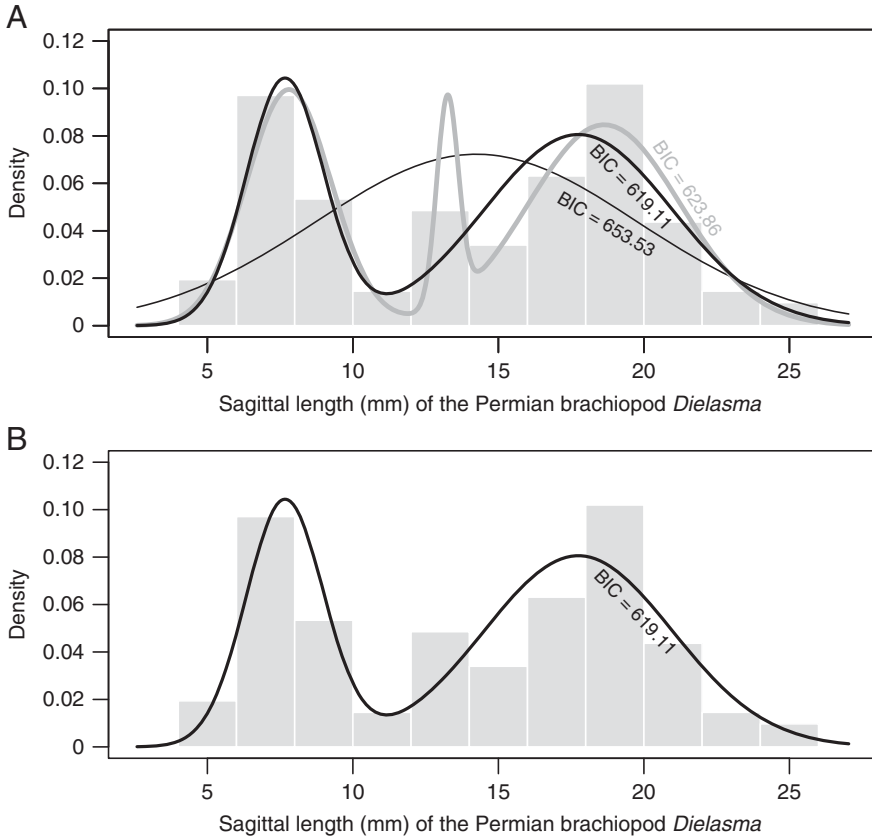 A
0.12
0.10
0.08
0.06
0.04
0.02
0
Density
BIC = 623.86
BIC = 619.11
BIC = 653.53
5 10 15 20 25
Sagittal length (mm) of the Permian brachiopod Dielasma
B
0.12
0.10
0.08
0.06
0.04
0.02
0
Density
BIC = 619.11
5 10 15 20 25
Sagittal length (mm) of the Permian brachiopod Dielasma